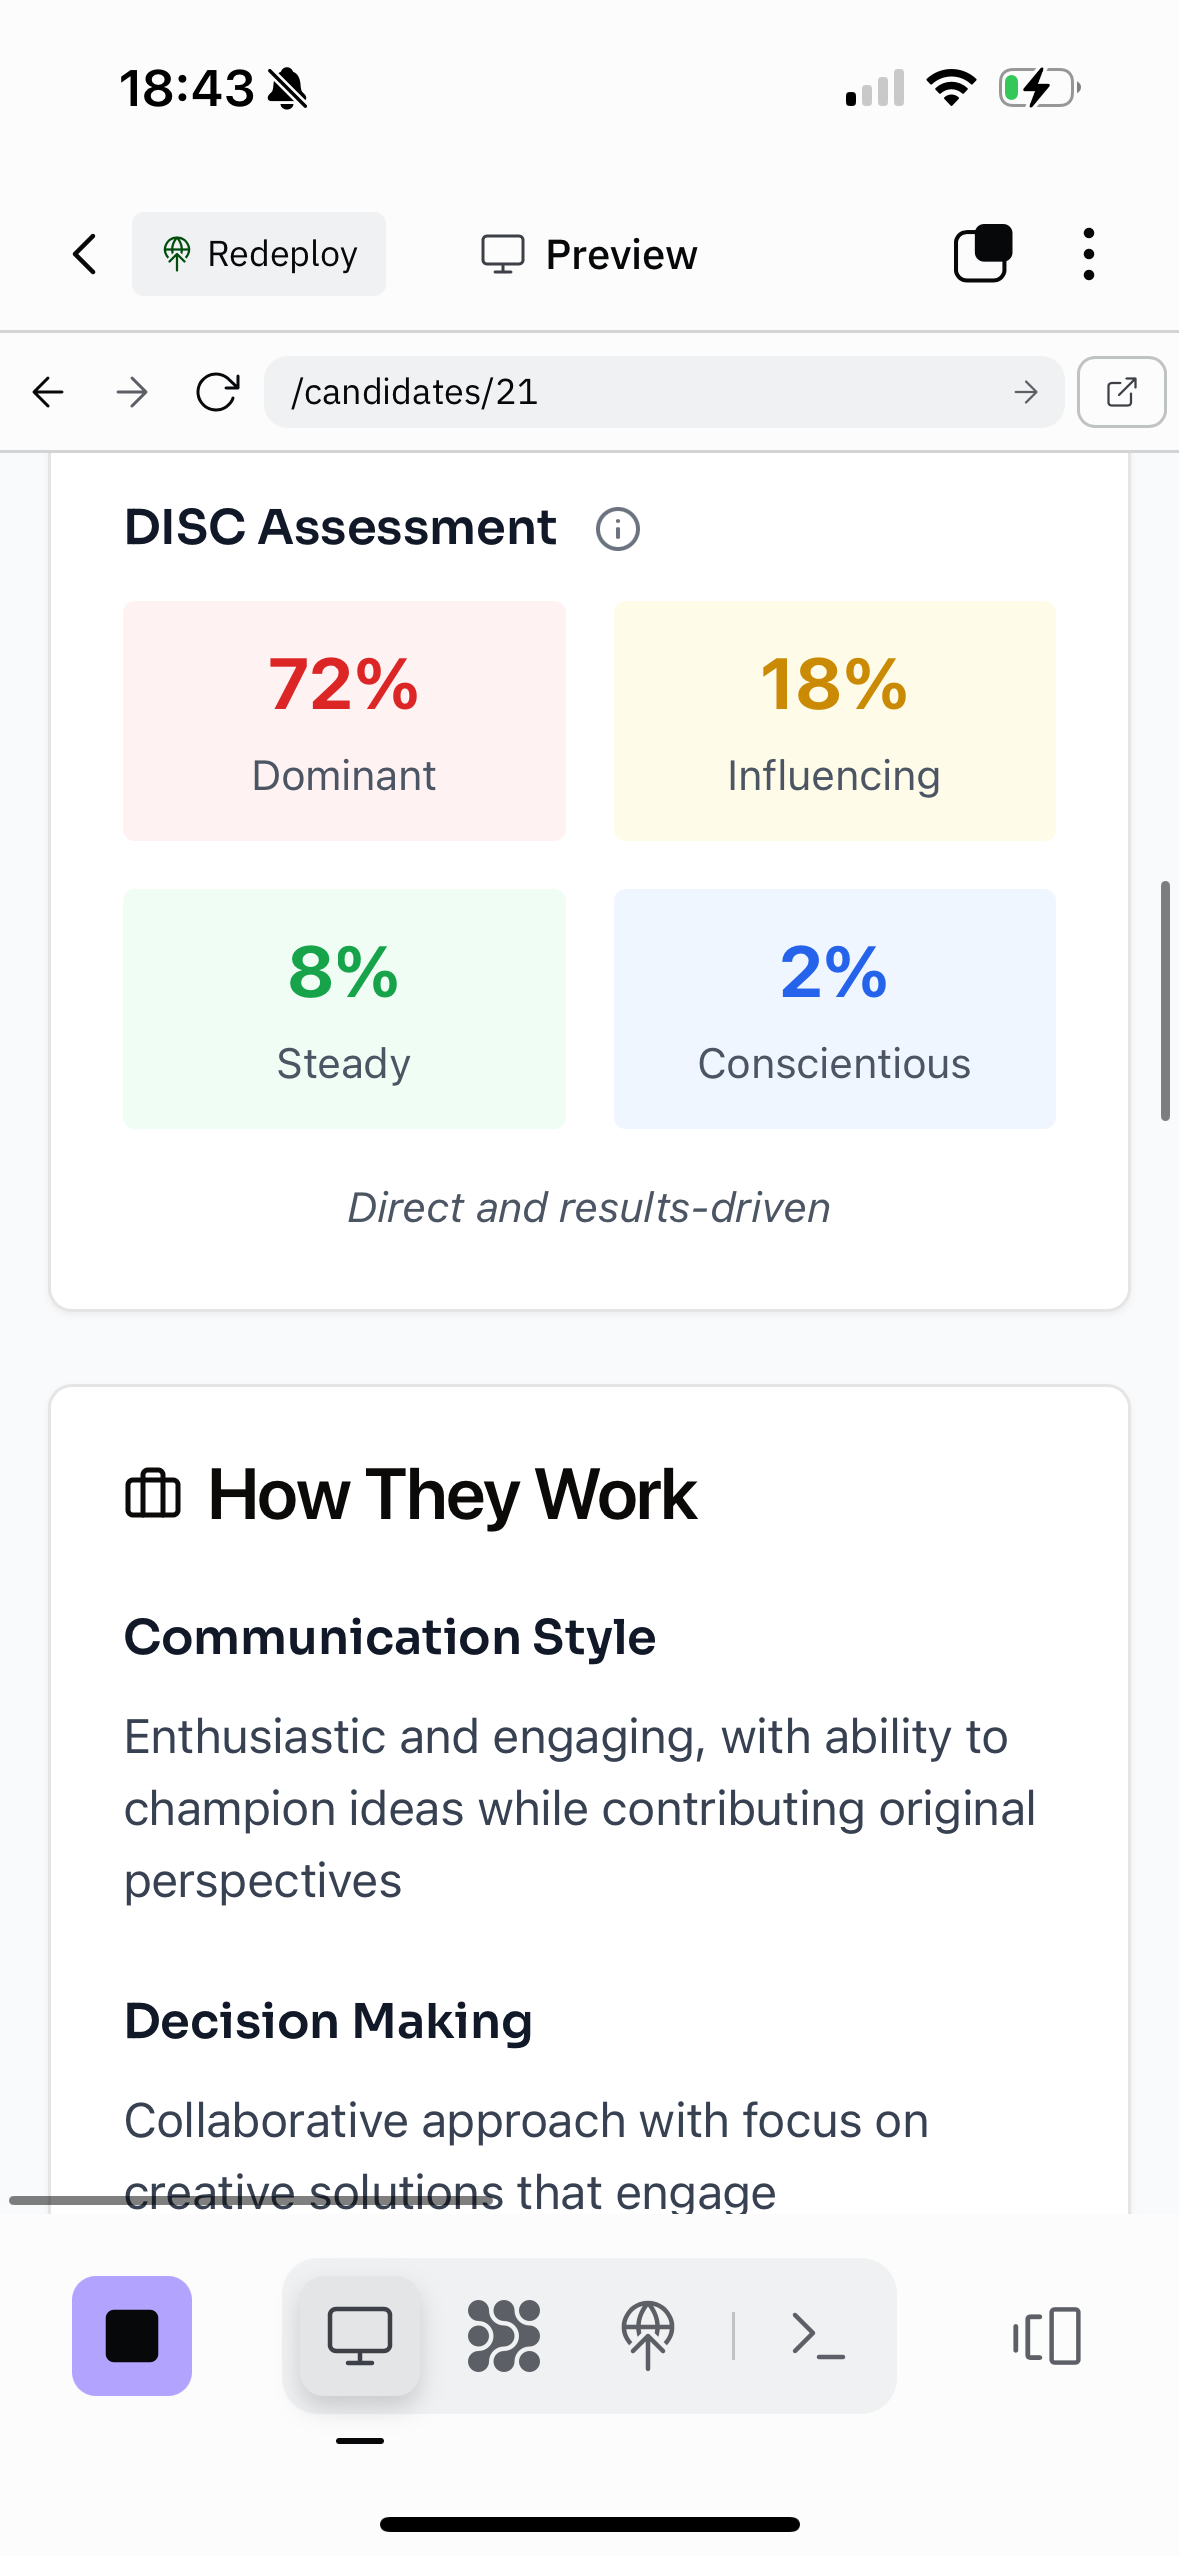 18:43
Redeploy
Preview
/candidates/21
DISC Assessment
72%
Dominant
18%
Influencing
8%
Steady
2%
Conscientious
Direct and results-driven
How They Work
Communication Style
Enthusiastic and engaging, with ability to
champion ideas while contributing original
perspectives
Decision Making
Collaborative approach with focus on
creative solutions that engage